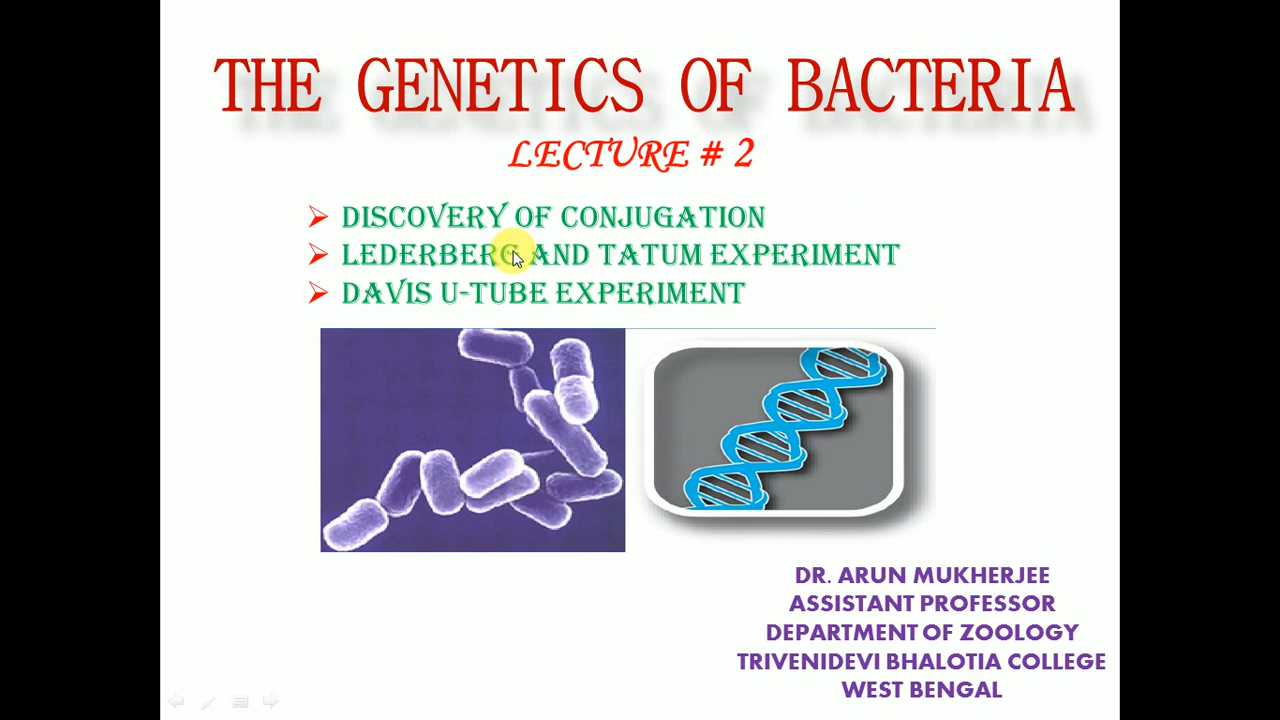 THE GENETICS OF BACTERIA
LECTURE # 2
DISCOVERY OF CONJUGATION
LEDERBERG AND TATUM EXPERIMENT
DAVIS U-TUBE EXPERIMENT
DR. ARUN MUKHERJEE
ASSISTANT PROFESSOR
DEPARTMENT OF ZOOLOGY
TRIVENIDEVI BHALOTIA COLLEGE
WEST BENGAL